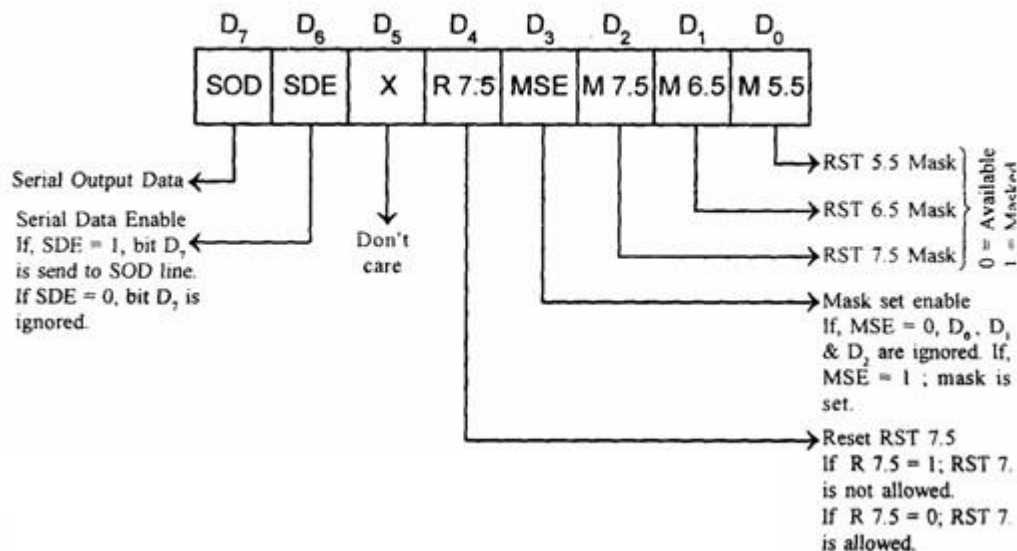 D7 D6 D5 D4 D3 D2 D1 D0
SOD SDE X R 7.5 MSE M 7.5 M 6.5 M 5.5
Serial Output Data
Serial Data Enable
If, SDE = 1, bit D7
is send to SOD line.
If SDE = 0, bit D7 is
ignored.
Don't
care
RST 5.5 Mask
RST 6.5 Mask
RST 7.5 Mask
0 = Available
1 = Masked
Mask set enable
If, MSE = 0, D0, D1
& D2 are ignored. If,
MSE = 1 ; mask is
set.
Reset RST 7.5
If R 7.5 = 1; RST 7.
is not allowed.
If R 7.5 = 0; RST 7.
is allowed.